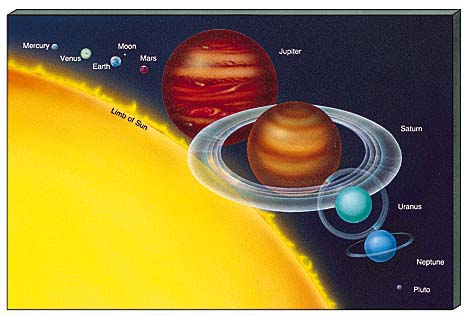 Mercury
Venus
Earth
Moon
Mars
Jupiter
Limb of Sun
Saturn
Uranus
Neptune
Pluto